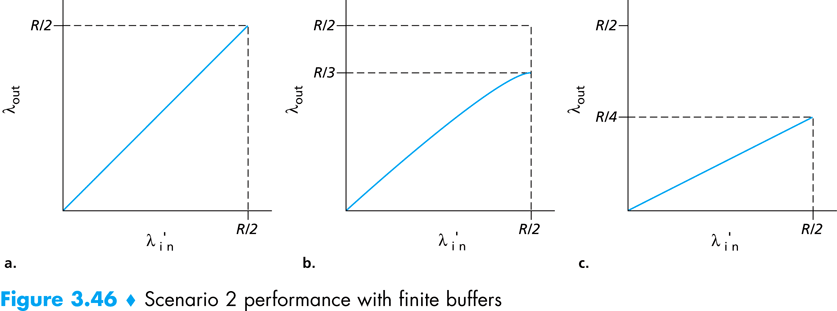 R/2
λout
R/2
λ'in
a.
R/2
R/3
λout
R/2
λ'in
b.
R/2
R/4
λout
R/2
λ'in
c.
Figure 3.46 ♦ Scenario 2 performance with finite buffers